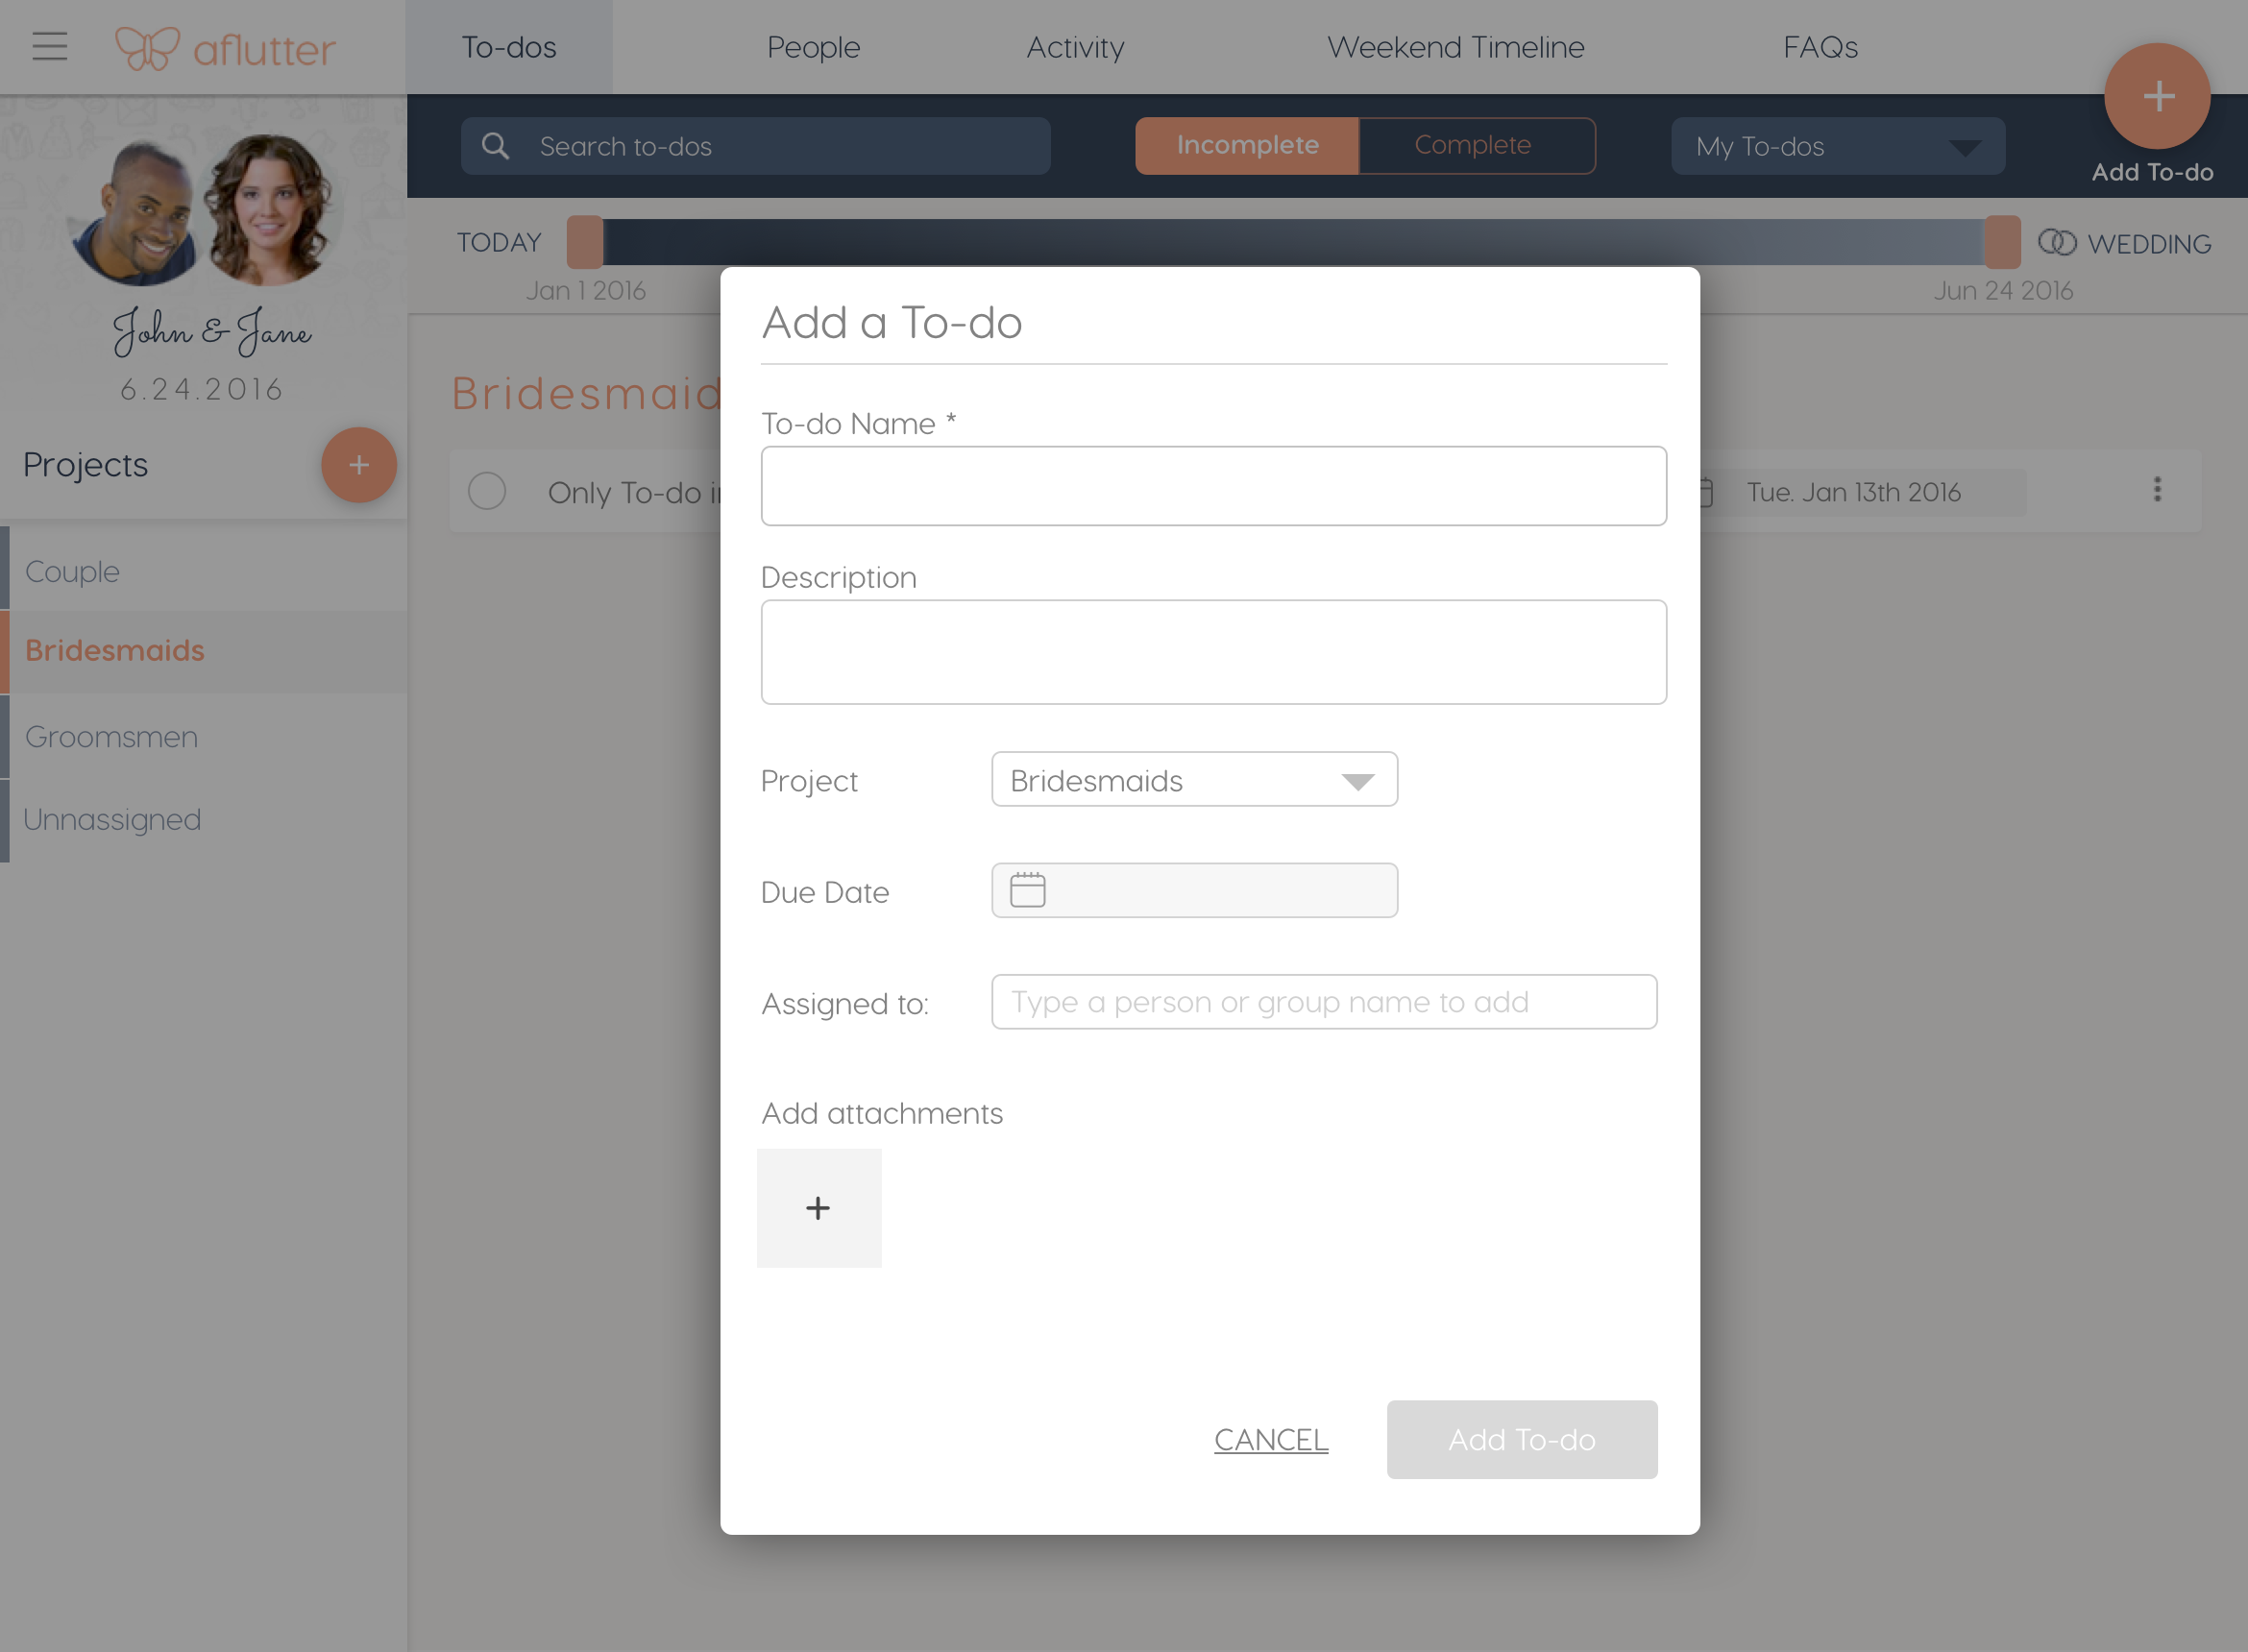 aflutter
To-dos
People
Activity
Weekend Timeline
FAQs
Search to-dos
Incomplete
Complete
My To-dos
Add To-do
TODAY
WEDDING
Jan 1 2016
Jun 24 2016
John & Jane
6.24.2016
Projects
Couple
Bridesmaids
Groomsmen
Unnassigned
Bridesmaid
Only To-do
Tue. Jan 13th 2016
Add a To-do
To-do Name *
Description
Project
Bridesmaids
Due Date
Assigned to:
Type a person or group name to add
Add attachments
CANCEL
Add To-do